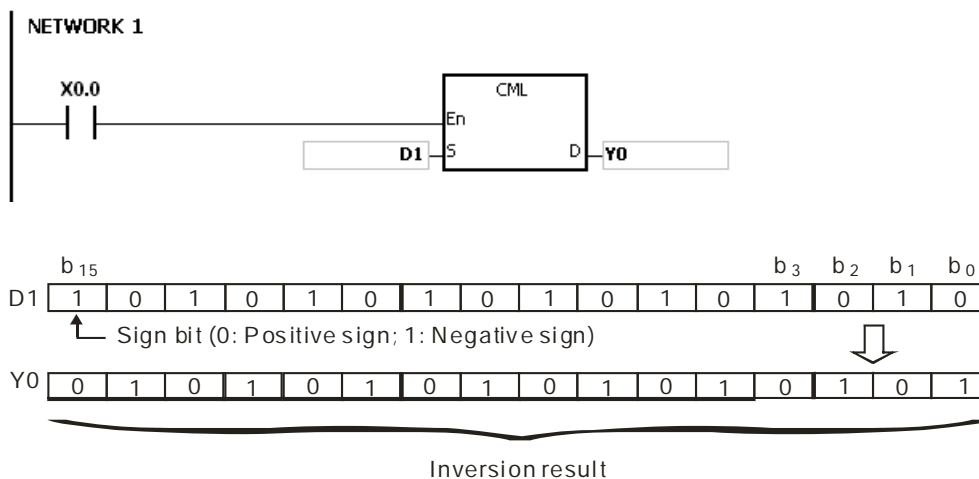 NETWORK 1
X0.0
CML
En
D1 S D Y0
b15 b3 b2 b1 b0
D1 1 0 1 0 1 0 1 0 1 0 1 0 1 0 1 0
Sign bit (0: Positive sign; 1: Negative sign)
Y0 0 1 0 1 0 1 0 1 0 1 0 1 0 1 0 1
Inversion result